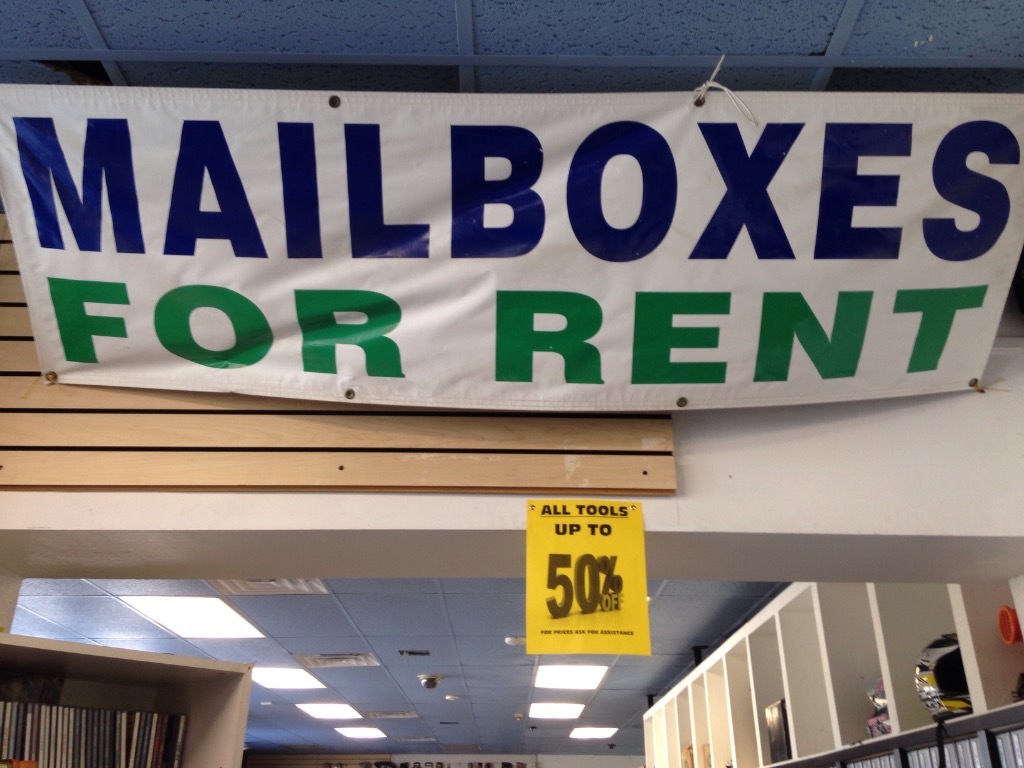 MAILBOXES
FOR RENT
ALL TOOLS
UP TO
50%
OFF
FOR PRICES ASK FOR ASSISTANCE